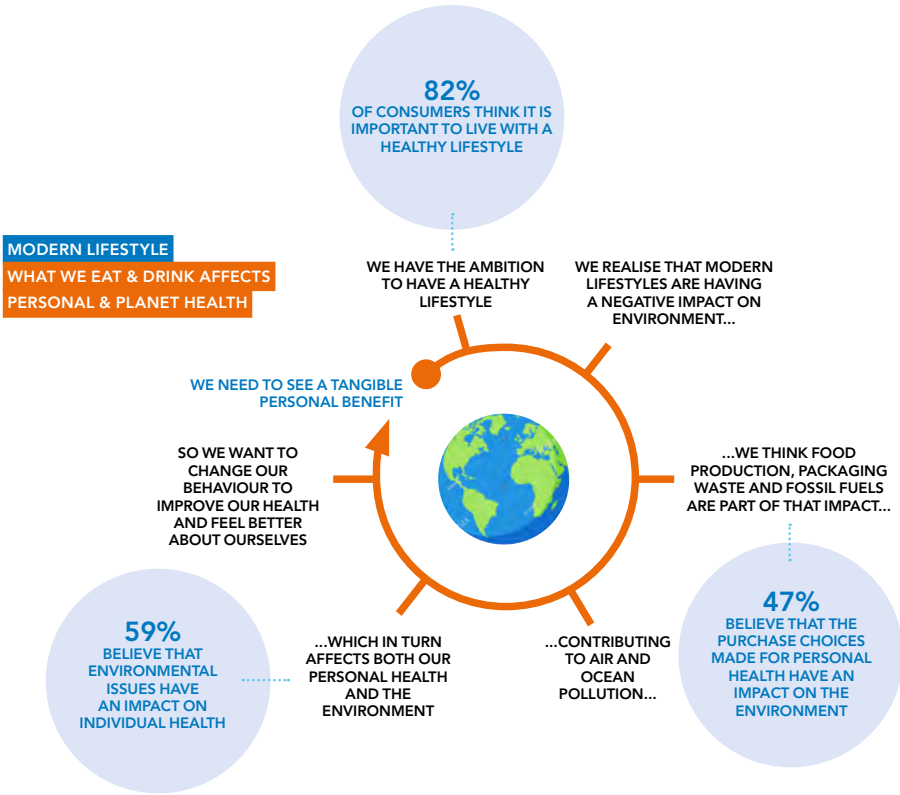 82%
OF CONSUMERS THINK IT IS
IMPORTANT TO LIVE WITH A
HEALTHY LIFESTYLE
MODERN LIFESTYLE
WHAT WE EAT & DRINK AFFECTS
PERSONAL & PLANET HEALTH
WE HAVE THE AMBITION
TO HAVE A HEALTHY
LIFESTYLE
WE REALISE THAT MODERN
LIFESTYLES ARE HAVING
A NEGATIVE IMPACT ON
ENVIRONMENT...
...WE THINK FOOD
PRODUCTION, PACKAGING
WASTE AND FOSSIL FUELS
ARE PART OF THAT IMPACT...
47%
BELIEVE THAT THE
PURCHASE CHOICES
MADE FOR PERSONAL
HEALTH HAVE AN
IMPACT ON THE
ENVIRONMENT
...CONTRIBUTING
TO AIR AND
OCEAN
POLLUTION...
...WHICH IN TURN
AFFECTS BOTH OUR
PERSONAL HEALTH
AND THE
ENVIRONMENT
59%
BELIEVE THAT
ENVIRONMENTAL
ISSUES HAVE
AN IMPACT ON
INDIVIDUAL HEALTH
SO WE WANT TO
CHANGE OUR
BEHAVIOUR TO
IMPROVE OUR HEALTH
AND FEEL BETTER
ABOUT OURSELVES
WE NEED TO SEE A TANGIBLE
PERSONAL BENEFIT